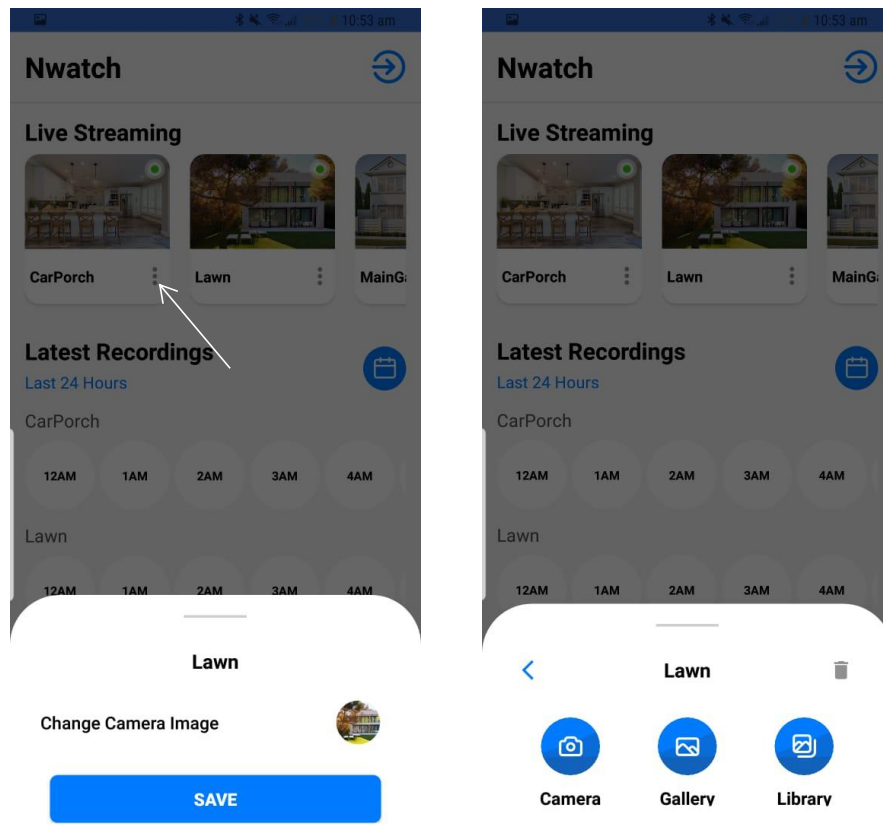 10:53 am
Nwatch
Live Streaming
CarPorch
Lawn
MainGa
Latest Recordings
Last 24 Hours
CarPorch
12AM 1AM 2AM 3AM 4AM
Lawn
12AM 1AM 2AM 3AM 4AM
Lawn
Change Camera Image
SAVE
10:53 am
Nwatch
Live Streaming
CarPorch
Lawn
MainGa
Latest Recordings
Last 24 Hours
CarPorch
12AM 1AM 2AM 3AM 4AM
Lawn
12AM 1AM 2AM 3AM 4AM
Lawn
Camera Gallery Library